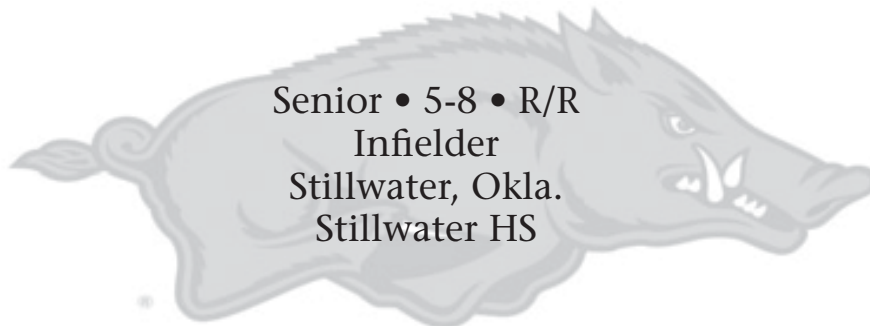 Senior • 5-8 • R/R
Infielder
Stillwater, Okla.
Stillwater HS
®